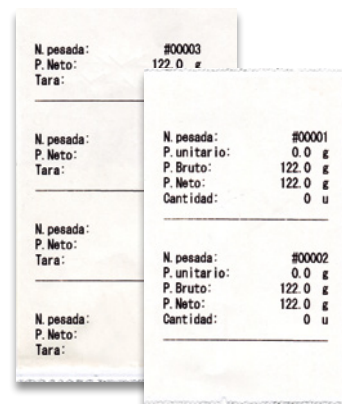 N. pesada: #00003
P. Neto: 122.0 g
Tara:
N. pesada:
P. Neto:
Tara:
N. pesada:
P. Neto:
Tara:
N. pesada:
P. Neto:
Tara:
N. pesada: #00001
P. unitario: 0.0 g
P. Bruto: 122.0 g
P. Neto: 122.0 g
Cantidad: 0 u
N. pesada: #00002
P. unitario: 0.0 g
P. Bruto: 122.0 g
P. Neto: 122.0 g
Cantidad: 0 u